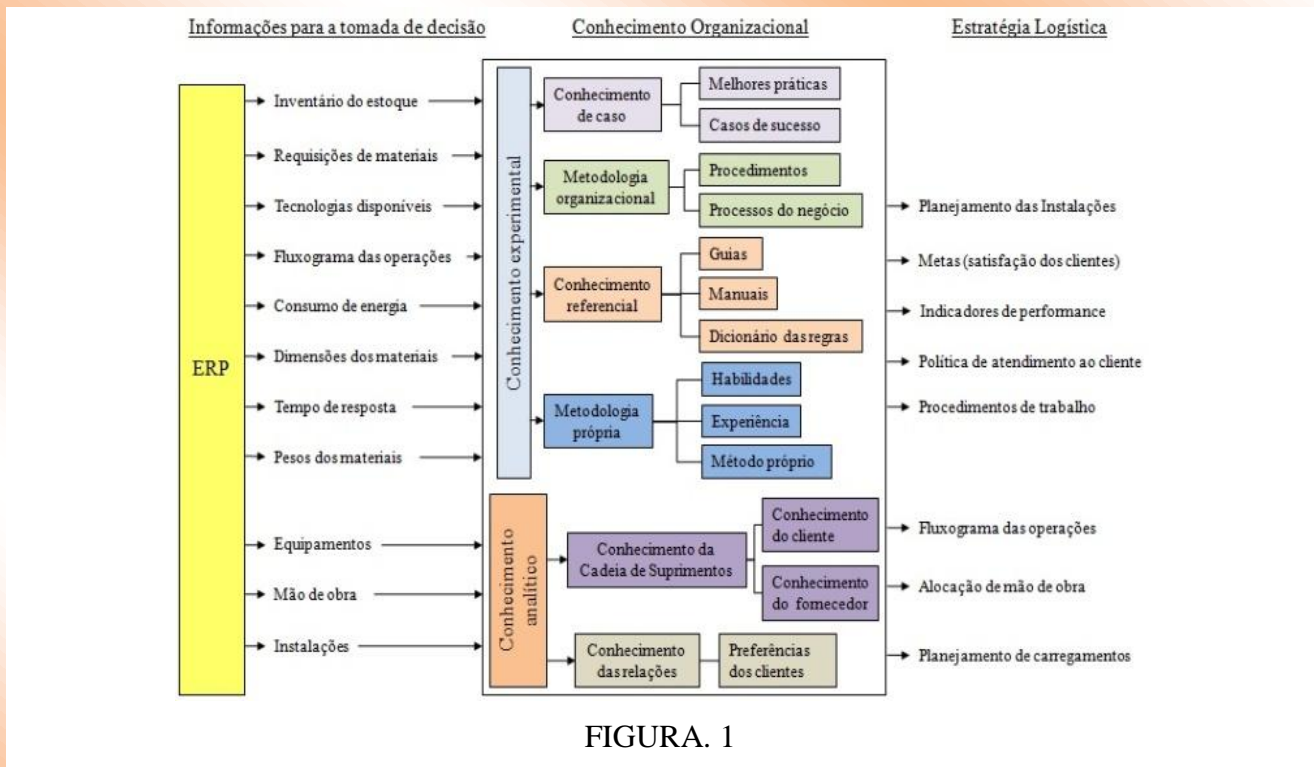 Informações para a tomada de decisão
Conhecimento Organizacional
Estratégia Logística
ERP
Inventário do estoque
Requisições de materiais
Tecnologias disponíveis
Fluxograma das operações
Consumo de energia
Dimensões dos materiais
Tempo de resposta
Pesos dos materiais
Equipamentos
Mão de obra
Instalações
Conhecimento experimental
Conhecimento
de caso
Melhores práticas
Casos de sucesso
Metodologia
organizacional
Procedimentos
Processos do negócio
Conhecimento
referencial
Guias
Manuais
Dicionário das regras
Metodologia
própria
Habilidades
Experiência
Método próprio
Conhecimento
analítico
Conhecimento da
Cadeia de Suprimentos
Conhecimento
do cliente
Conhecimento
do fornecedor
Conhecimento
das relações
Preferências
dos clientes
Planejamento das Instalações
Metas (satisfação dos clientes)
Indicadores de performance
Política de atendimento ao cliente
Procedimentos de trabalho
Fluxograma das operações
Alocação de mão de obra
Planejamento de carregamentos
FIGURA. 1